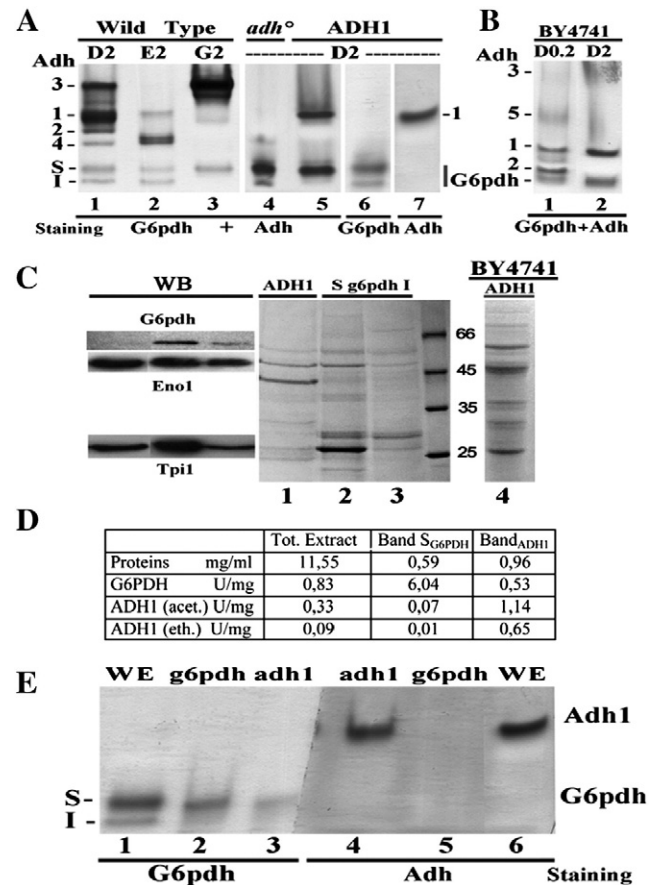 A
Wild Type adh° ADH1
Adh D2 E2 G2 D2
3
1
2
4
S
I
1
G6pdh
1 2 3 4 5 6 7
Staining G6pdh + Adh G6pdh Adh
B
BY4741
Adh D0.2 D2
3
5
1
2
1 2
G6pdh+Adh
C
WB
G6pdh
Eno1
Tpi1
ADH1 S g6pdh I
66
45
35
25
1 2 3
BY4741
ADH1
4
D
Tot. Extract Band S G6PDH Band ADH1
Proteins mg/ml 11,55 0,59 0,96
G6PDH U/mg 0,83 6,04 0,53
ADH1 (acet.) U/mg 0,33 0,07 1,14
ADH1 (eth.) U/mg 0,09 0,01 0,65
E
WE g6pdh adh1 adh1 g6pdh WE
Adh1
S
I
G6pdh
1 2 3 4 5 6
G6pdh Adh Staining